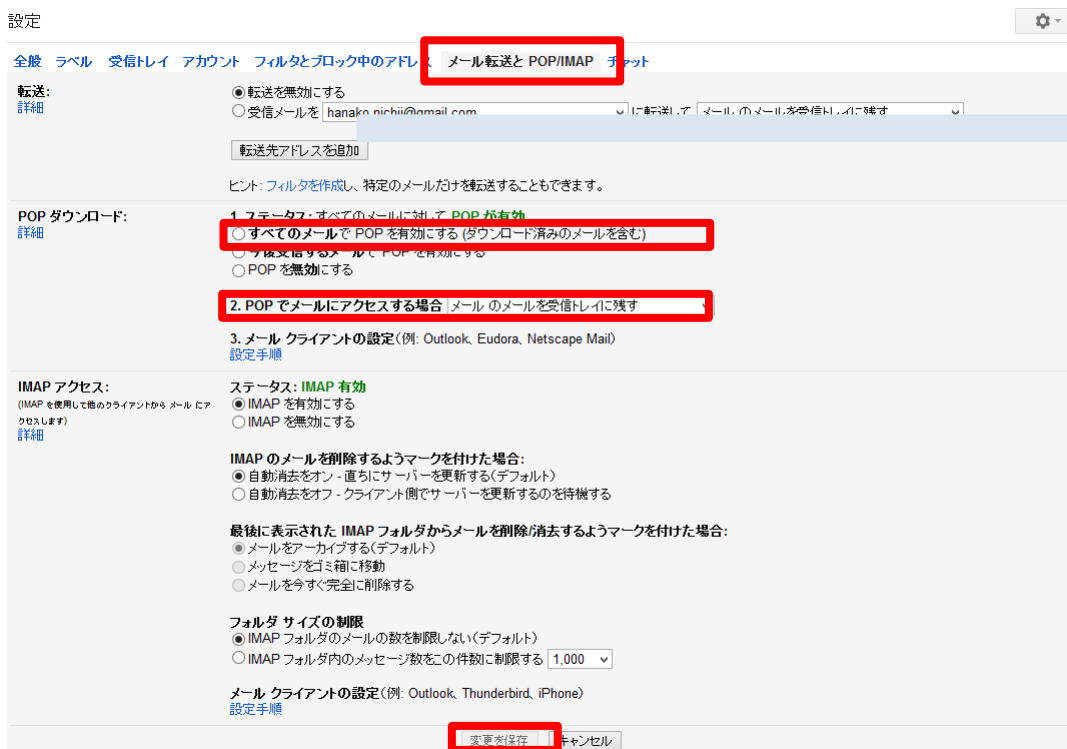 設定
全般 ラベル 受信トレイ アカウント フィルタとブロック中のアドレス メール転送と POP/IMAP チャット
転送:
詳細
転送を無効にする
受信メールを hanako.nichii@gmail.com に転送して メール のメールを受信トレイに残す
転送先アドレスを追加
ヒント: フィルタを作成し、特定のメールだけを転送することもできます。
POP ダウンロード:
詳細
1. ステータス: すべてのメールに対して POP が有効
すべてのメールで POP を有効にする (ダウンロード済みのメールを含む)
今後受信するメールで POP を有効にする
POP を無効にする
2. POP でメールにアクセスする場合 メール のメールを受信トレイに残す
3. メール クライアントの設定(例: Outlook、Eudora、Netscape Mail)
設定手順
IMAP アクセス:
(IMAP を使用して他のクライアントから メール にア
クセスします)
詳細
ステータス: IMAP 有効
IMAP を有効にする
IMAP を無効にする
IMAP のメールを削除するようマークを付けた場合:
自動消去をオン - 直ちにサーバーを更新する(デフォルト)
自動消去をオフ - クライアント側でサーバーを更新するのを待機する
最後に表示された IMAP フォルダからメールを削除/消去するようマークを付けた場合:
メールをアーカイブする(デフォルト)
メッセージをゴミ箱に移動
メールを今すぐ完全に削除する
フォルダ サイズの制限
IMAP フォルダのメールの数を制限しない(デフォルト)
IMAP フォルダ内のメッセージ数をこの件数に制限する 1,000
メール クライアントの設定(例: Outlook、Thunderbird、iPhone)
設定手順
変更を保存 キャンセル